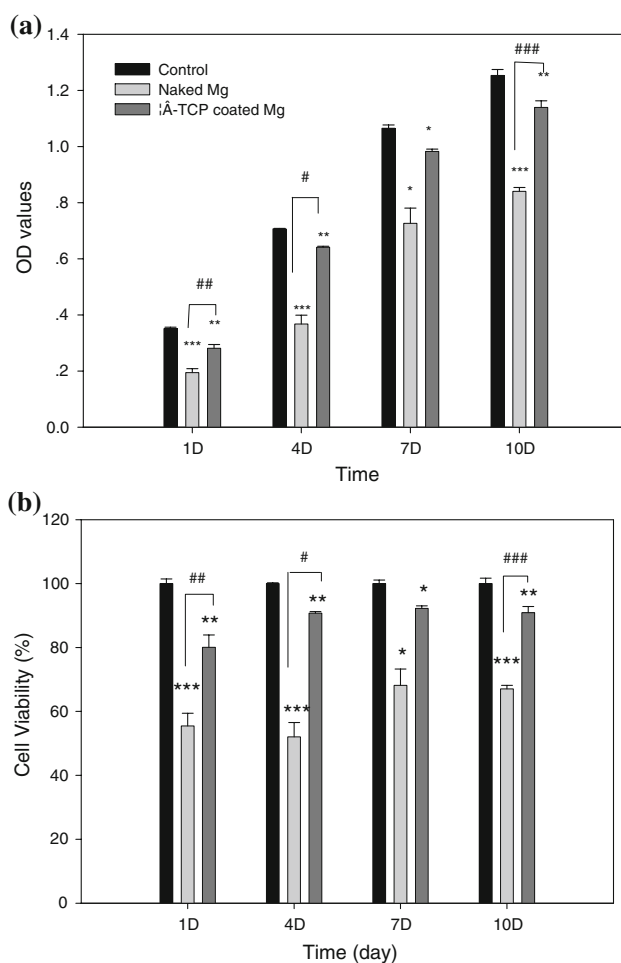 (a)
Control
Naked Mg
¦Â-TCP coated Mg
OD values
1.4
1.2
1.0
.8
.6
.4
.2
0.0
##
***
**
#
***
**
*
*
###
***
**
1D
4D
7D
10D
Time
(b)
Cell Viability (%)
120
100
80
60
40
20
0
##
***
**
#
***
**
*
*
###
***
**
1D
4D
7D
10D
Time (day)